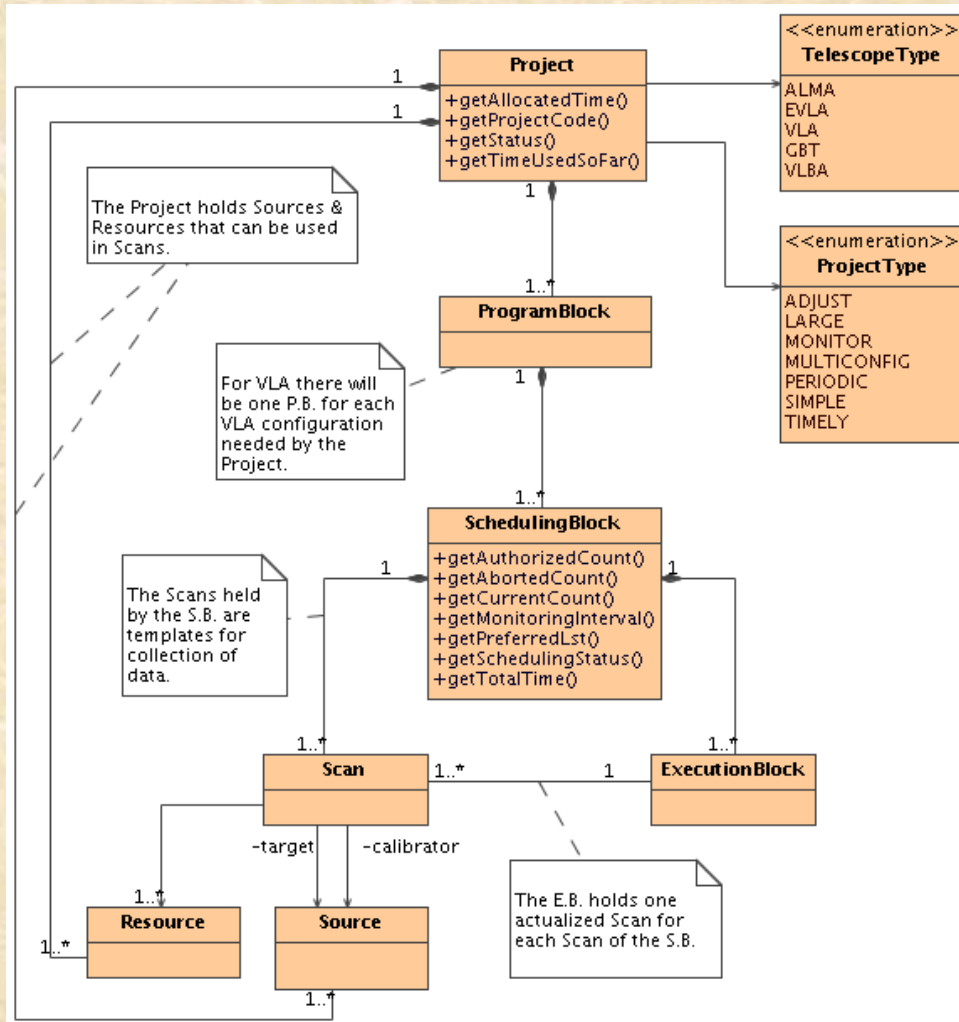 <<enumeration>>
TelescopeType
ALMA
EVLA
VLA
GBT
VLBA
Project
+getAllocatedTime()
+getProjectCode()
+getStatus()
+getTimeUsedSoFar()
1
1
1
The Project holds Sources &
Resources that can be used
in Scans.
<<enumeration>>
ProjectType
ADJUST
LARGE
MONITOR
MULTICONFIG
PERIODIC
SIMPLE
TIMELY
1..*
ProgramBlock
1
For VLA there will
be one P.B. for each
VLA configuration
needed by the
Project.
1..*
SchedulingBlock
+getAuthorizedCount()
+getAbortedCount()
+getCurrentCount()
+getMonitoringInterval()
+getPreferredLst()
+getSchedulingStatus()
+getTotalTime()
1
1
The Scans held
by the S.B. are
templates for
collection of
data.
1..*
1..*
Scan
1..*
1
ExecutionBlock
-target
-calibrator
The E.B. holds one
actualized Scan for
each Scan of the S.B.
1..*
Resource
Source
1..*
1..*